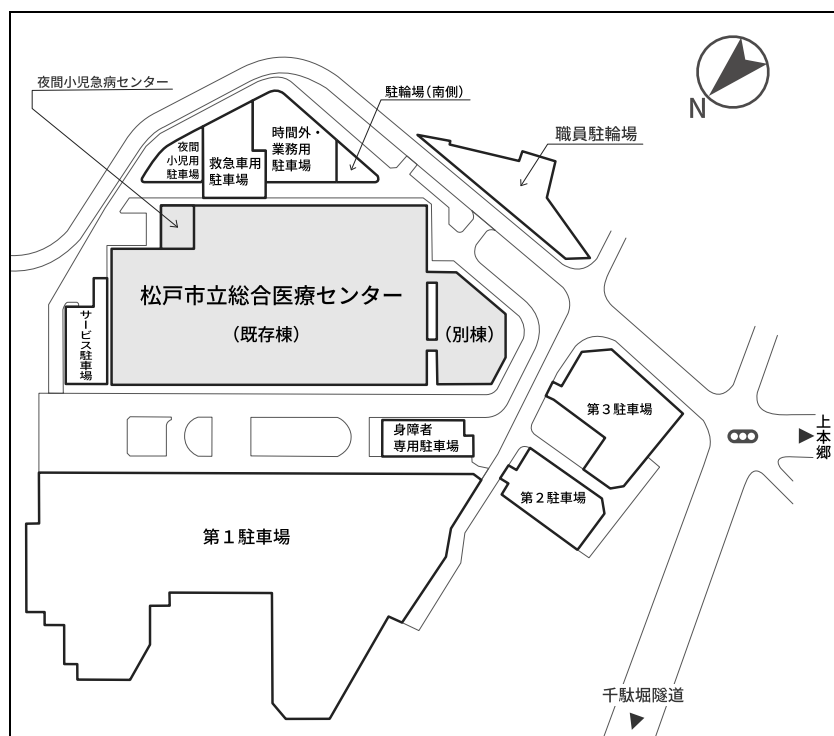 夜間小児急病センター
駐輪場（南側）
N
職員駐輪場
夜間
小児用
駐車場
救急車用
駐車場
時間外・
業務用
駐車場
松戸市立総合医療センター
（既存棟）
（別棟）
サービス駐車場
第３駐車場
上本郷
身障者
専用駐車場
第２駐車場
第１駐車場
千駄堀隧道